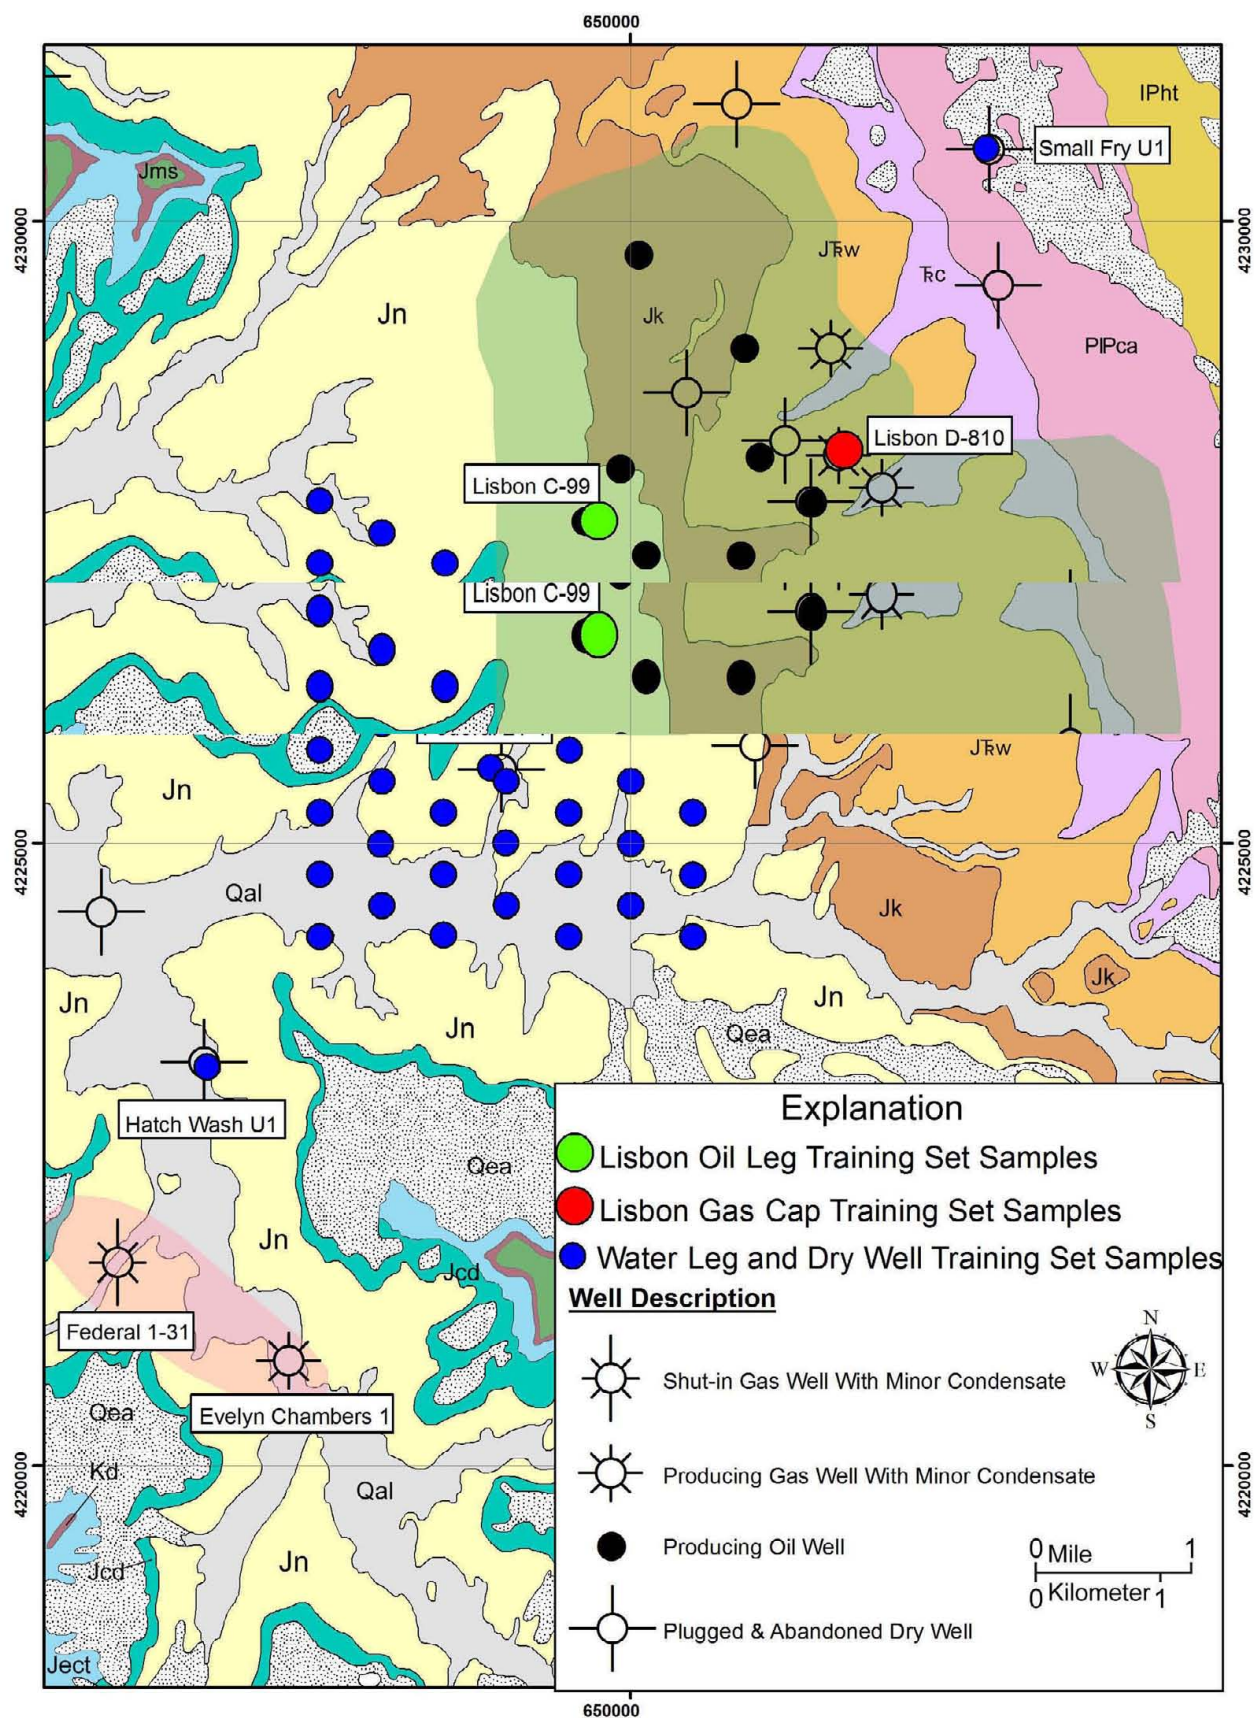 650000
IPht
Small Fry U1
Jms
4230000
4230000
JTRw
TRc
Jn
Jk
PIPca
Lisbon D-810
Lisbon C-99
Lisbon C-99
JTRw
Jn
4225000
4225000
Qal
Jk
Jk
Jn
Jn
Jn
Qea
Hatch Wash U1
Explanation
Lisbon Oil Leg Training Set Samples
Qea
Lisbon Gas Cap Training Set Samples
Jn
Water Leg and Dry Well Training Set Samples
Jcd
Well Description
Federal 1-31
N
W E
S
Shut-in Gas Well With Minor Condensate
Qea
Evelyn Chambers 1
Kd
Producing Gas Well With Minor Condensate
4220000
4220000
Qal
Producing Oil Well
0 Mile 1
Jn
Jcd
0 Kilometer 1
Plugged & Abandoned Dry Well
Ject
650000